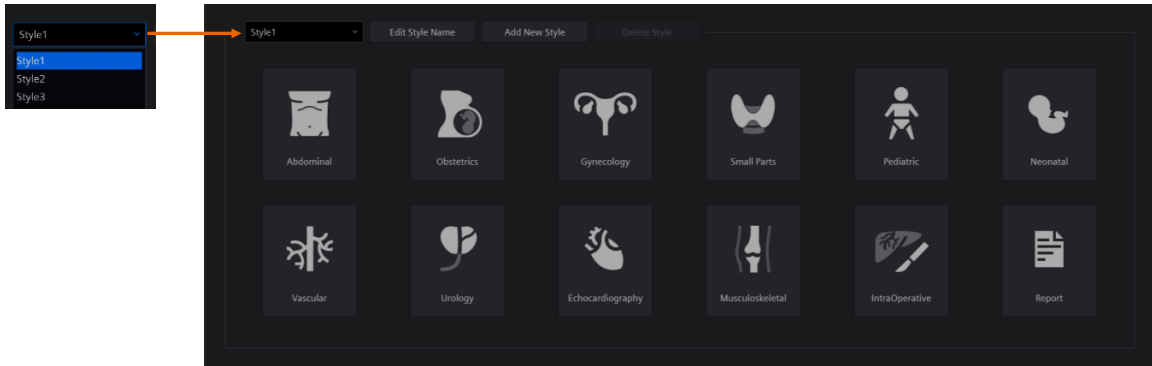 Style1
Style1
Style2
Style3
Style1
Edit Style Name
Add New Style
Delete Style
Abdominal
Obstetrics
Gynecology
Small Parts
Pediatric
Neonatal
Vascular
Urology
Echocardiography
Musculoskeletal
IntraOperative
Report